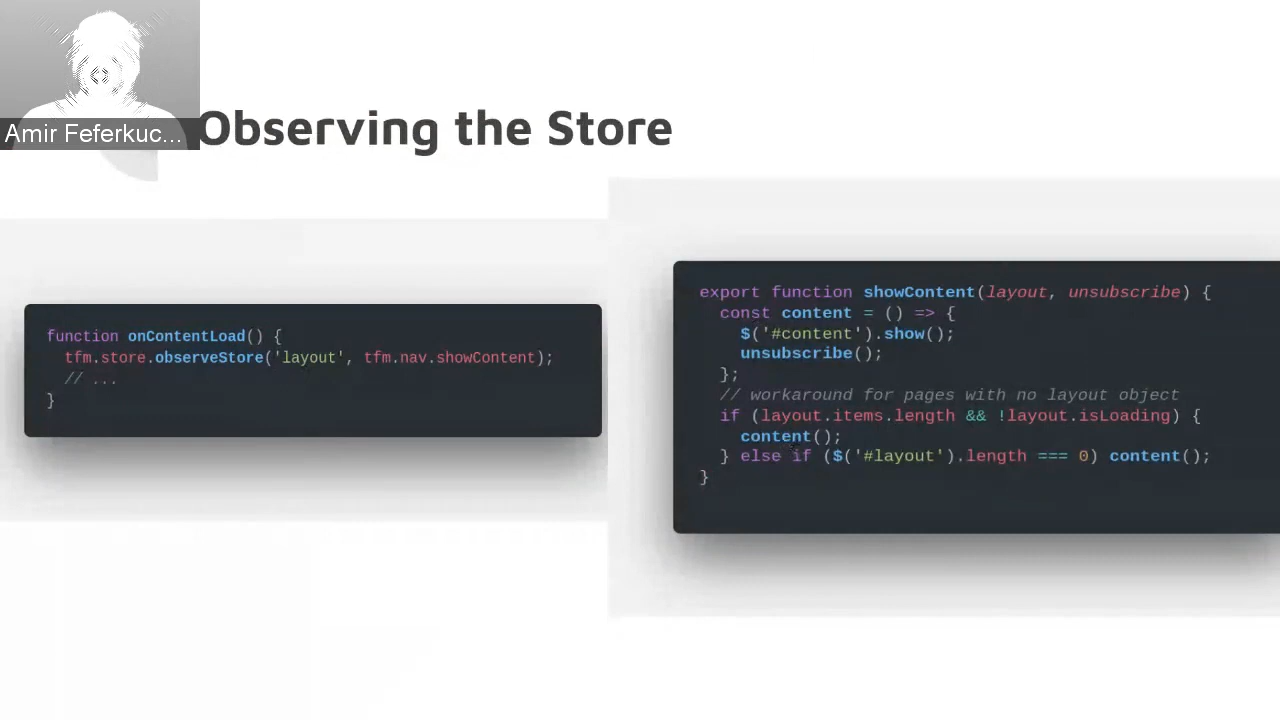 Amir Feferkuc...
Observing the Store
function onContentLoad() {
  tfm.store.observeStore('layout', tfm.nav.showContent);
  // ...
}
export function showContent(layout, unsubscribe) {
  const content = () => {
    $('#content').show();
    unsubscribe();
  };
  // workaround for pages with no layout object
  if (layout.items.length && !layout.isLoading) {
    content();
  } else if ($('#layout').length === 0) content();
}